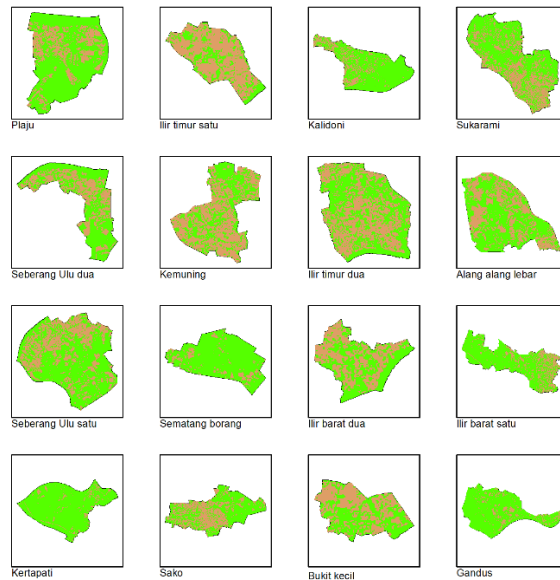 Plaju
Ilir timur satu
Kalidoni
Sukarami
Seberang Ulu dua
Kemuning
Ilir timur dua
Alang alang lebar
Seberang Ulu satu
Sematang borang
Ilir barat dua
Ilir barat satu
Kertapati
Sako
Bukit kecil
Gandus